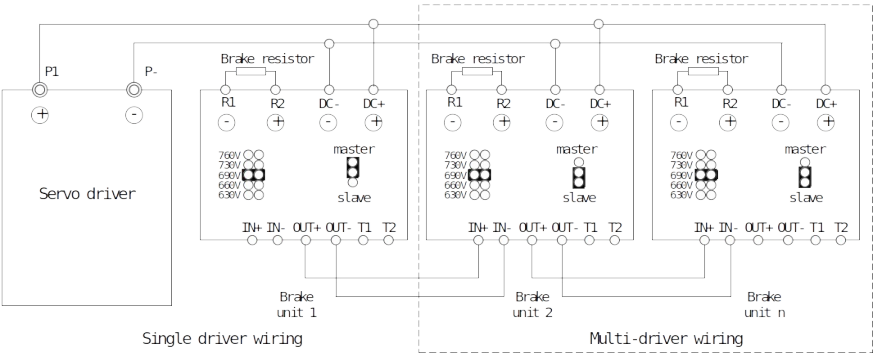 P1 P-
Brake resistor Brake resistor Brake resistor
R1 R2 DC- DC+ R1 R2 DC- DC+ R1 R2 DC- DC+
+ - - + - + - + - + - + - +
Servo driver
760V
730V
690V
660V
630V
master
slave
760V
730V
690V
660V
630V
master
slave
760V
730V
690V
660V
630V
master
slave
IN+ IN- OUT+ OUT- T1 T2 IN+ IN- OUT+ OUT- T1 T2 IN+ IN- OUT+ OUT- T1 T2
Brake
unit 1
Brake
unit 2
Brake
unit n
Single driver wiring
Multi-driver wiring